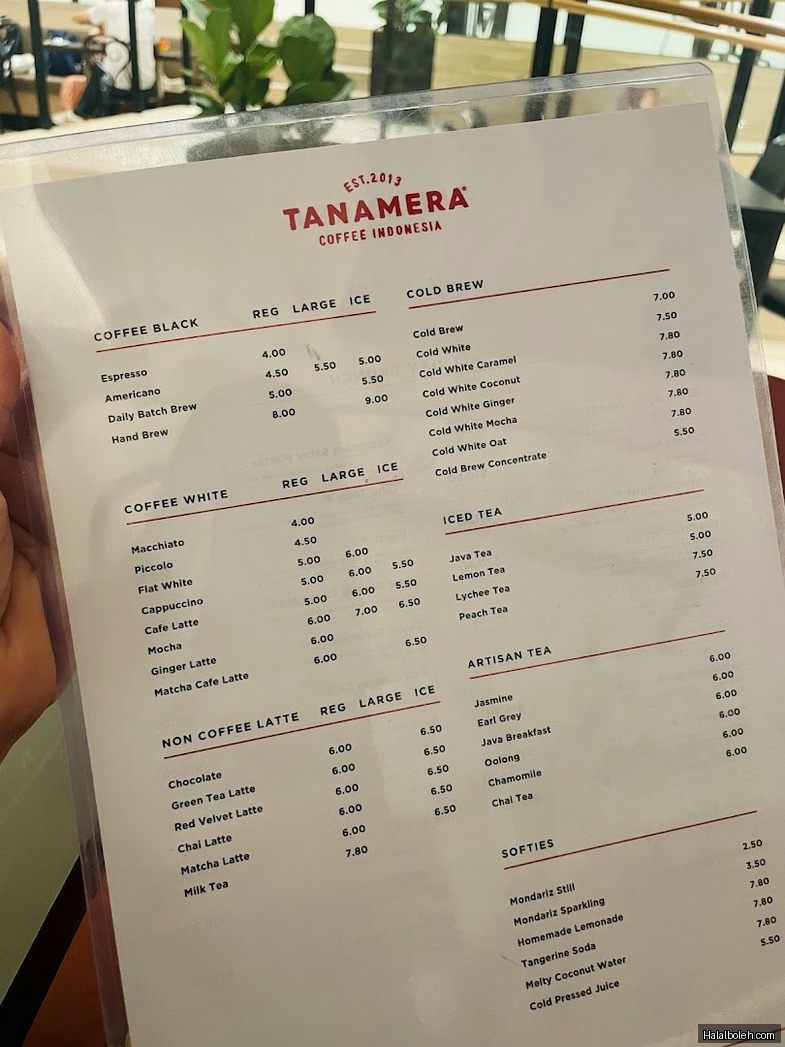 EST.2013
TANAMERA
COFFEE INDONESIA
COFFEE BLACK REG LARGE ICE
Espresso 4.00
Americano 4.50 5.50 5.00
Daily Batch Brew 5.00 5.50
Hand Brew 8.00 9.00
COFFEE WHITE REG LARGE ICE
Macchiato 4.00
Piccolo 4.50
Flat White 5.00 6.00
Cappuccino 5.00 6.00 5.50
Cafe Latte 5.00 6.00 5.50
Mocha 6.00 7.00 6.50
Ginger Latte 6.00
Matcha Cafe Latte 6.00 6.50
NON COFFEE LATTE REG LARGE ICE
Chocolate 6.00 6.50
Green Tea Latte 6.00 6.50
Red Velvet Latte 6.00 6.50
Chai Latte 6.00 6.50
Matcha Latte 6.00 6.50
Milk Tea 7.80
COLD BREW
Cold Brew 7.00
Cold White 7.50
Cold White Caramel 7.80
Cold White Coconut 7.80
Cold White Ginger 7.80
Cold White Mocha 7.80
Cold White Oat 7.80
Cold Brew Concentrate 5.50
ICED TEA
Java Tea 5.00
Lemon Tea 5.00
Lychee Tea 7.50
Peach Tea 7.50
ARTISAN TEA
Jasmine 6.00
Earl Grey 6.00
Java Breakfast 6.00
Oolong 6.00
Chamomile 6.00
Chai Tea 6.00
SOFTIES
Mondariz Still 2.50
Mondariz Sparkling 3.50
Homemade Lemonade 7.80
Tangerine Soda 7.80
Melty Coconut Water 7.80
Cold Pressed Juice 5.50
Halalboleh.com